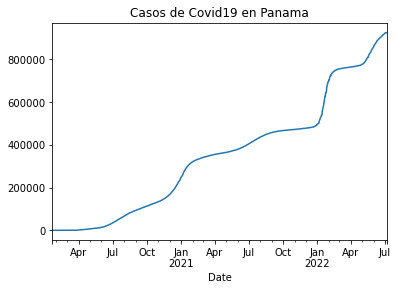 Casos de Covid19 en Panama
800000
600000
400000
200000
0
Apr Jul Oct Jan Apr Jul Oct Jan Apr Jul
2021 2022
Date